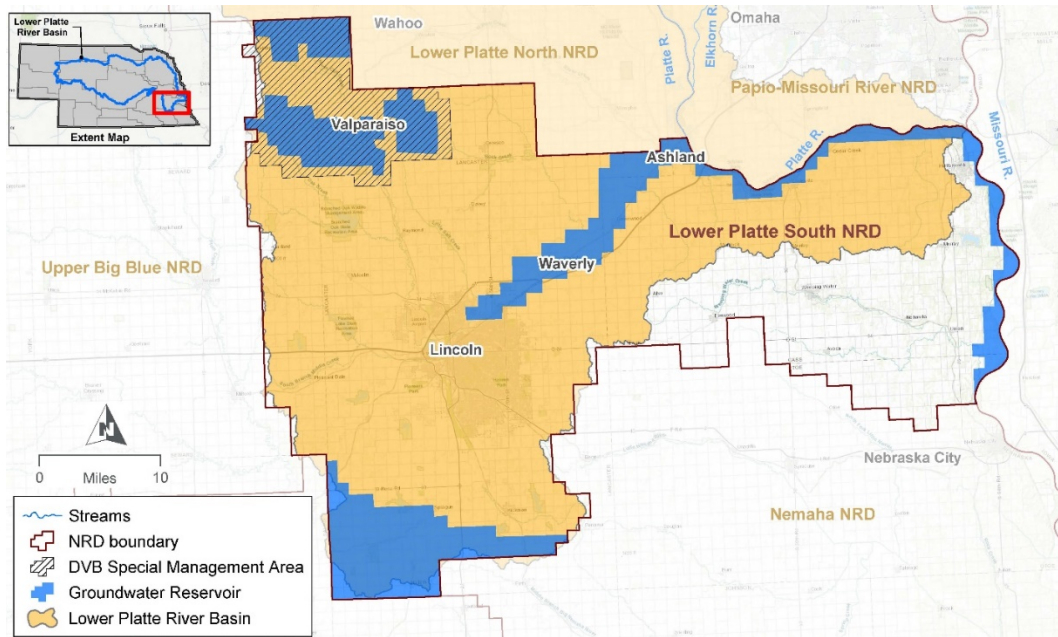 Lower Platte
River Basin
Extent Map
Wahoo
Omaha
Lower Platte North NRD
Platte R.
Elkhorn R.
Papio-Missouri River NRD
Missouri R.
Valparaiso
Ashland
Platte R.
Lower Platte South NRD
Upper Big Blue NRD
Waverly
Lincoln
Nebraska City
Nemaha NRD
N
0
10
Miles
Streams
NRD boundary
DVB Special Management Area
Groundwater Reservoir
Lower Platte River Basin